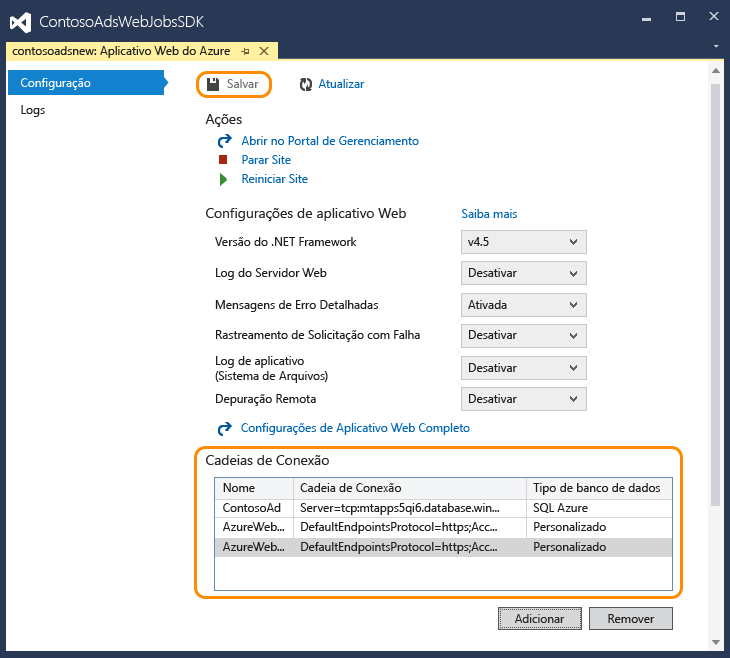 ContosoAdsWebJobsSDK
contosoadsnew: Aplicativo Web do Azure
Configuração
Logs
Salvar Atualizar
Ações
Abrir no Portal de Gerenciamento
Parar Site
Reiniciar Site
Configurações de aplicativo Web Saiba mais
Versão do .NET Framework v4.5
Log do Servidor Web Desativar
Mensagens de Erro Detalhadas Ativada
Rastreamento de Solicitação com Falha Desativar
Log de aplicativo
(Sistema de Arquivos) Desativar
Depuração Remota Desativar
Configurações de Aplicativo Web Completo
Cadeias de Conexão
Nome Cadeia de Conexão Tipo de banco de dados
ContosoAd Server=tcp:mtapps5qi6.database.win... SQL Azure
AzureWeb... DefaultEndpointsProtocol=https;Acc... Personalizado
AzureWeb... DefaultEndpointsProtocol=https;Acc... Personalizado
Adicionar Remover